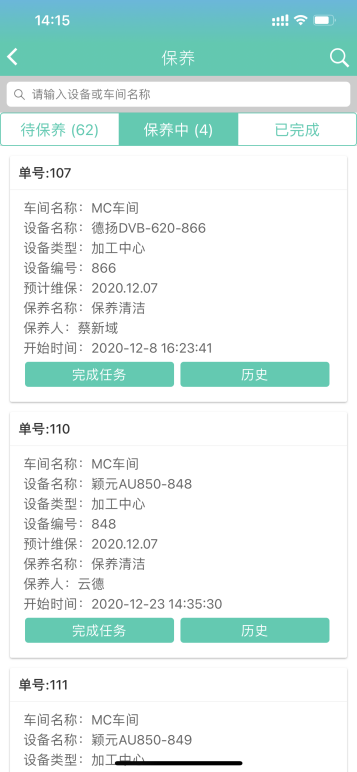 14:15
保养
请输入设备或车间名称
待保养 (62)
保养中 (4)
已完成
单号:107
车间名称：MC车间
设备名称：德扬DVB-620-866
设备类型：加工中心
设备编号：866
预计维保：2020.12.07
保养名称：保养清洁
保养人：蔡新域
开始时间：2020-12-8 16:23:41
完成任务
历史
单号:110
车间名称：MC车间
设备名称：颖元AU850-848
设备类型：加工中心
设备编号：848
预计维保：2020.12.07
保养名称：保养清洁
保养人：云德
开始时间：2020-12-23 14:35:30
完成任务
历史
单号:111
车间名称：MC车间
设备名称：颖元AU850-849
设备类型：加工中心